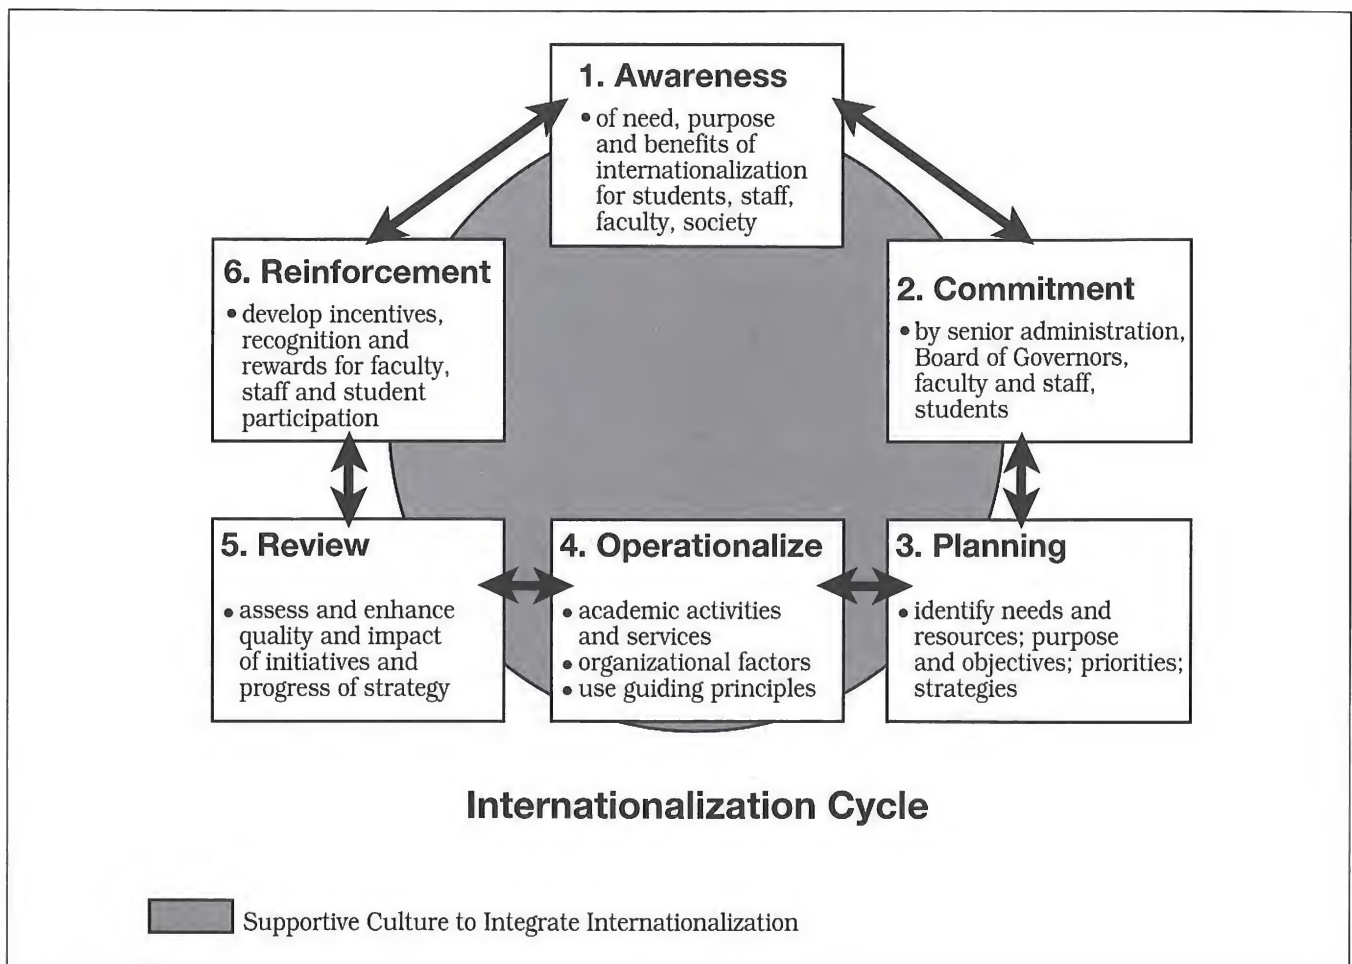 1. Awareness
• of need, purpose
and benefits of
internationalization
for students, staff,
faculty, society
2. Commitment
• by senior administration,
Board of Governors,
faculty and staff,
students
3. Planning
• identify needs and
resources; purpose
and objectives; priorities;
strategies
4. Operationalize
• academic activities
and services
• organizational factors
• use guiding principles
5. Review
• assess and enhance
quality and impact
of initiatives and
progress of strategy
6. Reinforcement
• develop incentives,
recognition and
rewards for faculty,
staff and student
participation
Internationalization Cycle
Supportive Culture to Integrate Internationalization